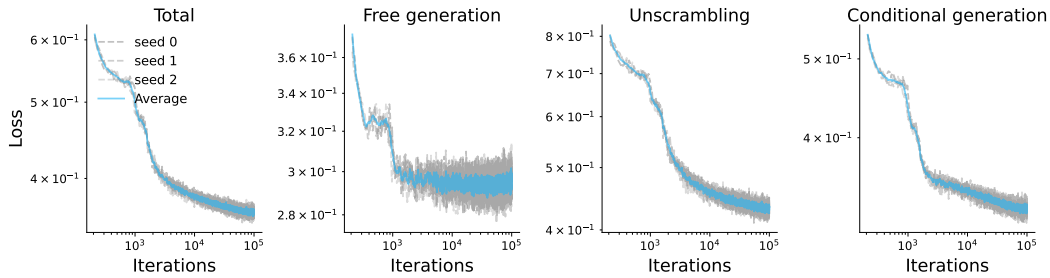 Total
Loss
6 × 10⁻¹
5 × 10⁻¹
4 × 10⁻¹
seed 0
seed 1
seed 2
Average
10³
10⁴
10⁵
Iterations
Free generation
3.6 × 10⁻¹
3.4 × 10⁻¹
3.2 × 10⁻¹
3 × 10⁻¹
2.8 × 10⁻¹
10³
10⁴
10⁵
Iterations
Unscrambling
8 × 10⁻¹
7 × 10⁻¹
6 × 10⁻¹
5 × 10⁻¹
4 × 10⁻¹
10³
10⁴
10⁵
Iterations
Conditional generation
5 × 10⁻¹
4 × 10⁻¹
10³
10⁴
10⁵
Iterations